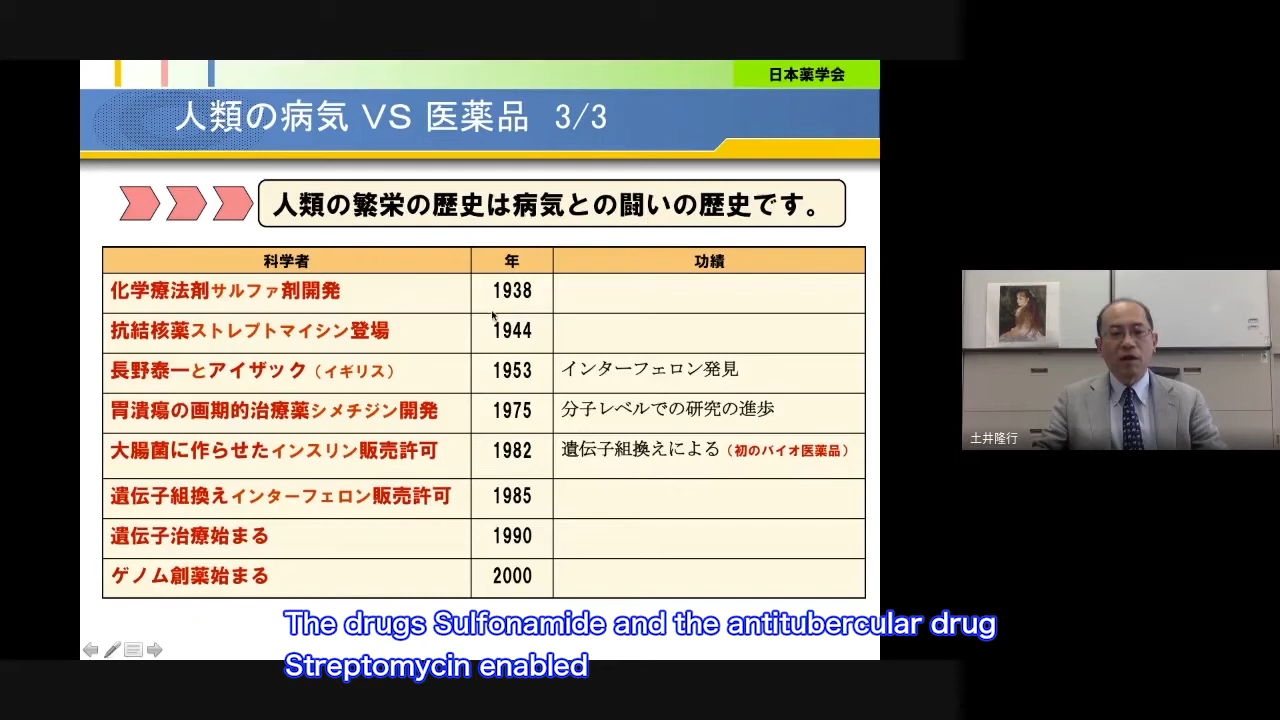 日本薬学会
人類の病気 VS 医薬品 3/3
人類の繁栄の歴史は病気との闘いの歴史です。
科学者 年 功績
化学療法剤サルファ剤開発 1938
抗結核薬ストレプトマイシン登場 1944
長野泰一とアイザック（イギリス） 1953 インターフェロン発見
胃潰瘍の画期的治療薬シメチジン開発 1975 分子レベルでの研究の進歩
大腸菌に作らせたインスリン販売許可 1982 遺伝子組換えによる（初のバイオ医薬品）
遺伝子組換えインターフェロン販売許可 1985
遺伝子治療始まる 1990
ゲノム創薬始まる 2000
土井隆行
The drugs Sulfonamide and the antitubercular drug
Streptomycin enabled